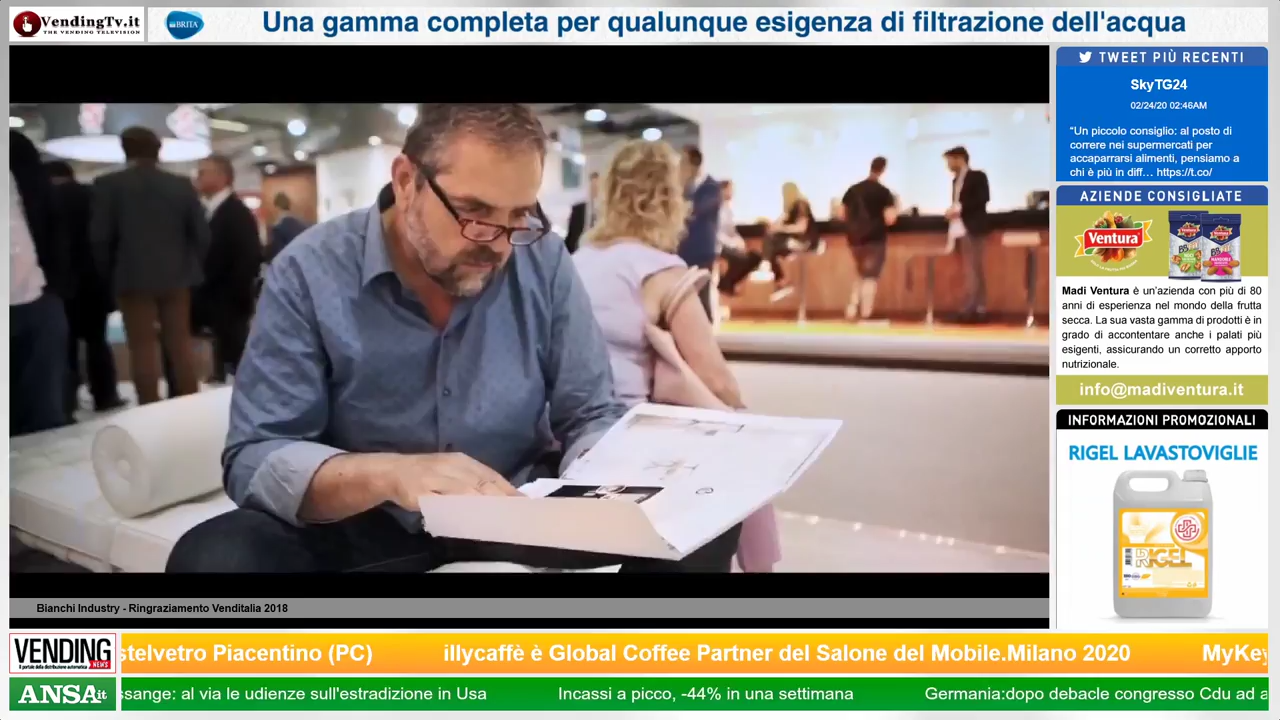 VendingTv.it
THE VENDING TELEVISION
BRITA
Una gamma completa per qualunque esigenza di filtrazione dell'acqua
TWEET PIÙ RECENTI
SkyTG24
02/24/20 02:46AM
“Un piccolo consiglio: al posto di
correre nei supermercati per
accaparrarsi alimenti, pensiamo a
chi è più in diff… https://t.co/
AZIENDE CONSIGLIATE
Ventura
Madi Ventura è un'azienda con più di 80
anni di esperienza nel mondo della frutta
secca. La sua vasta gamma di prodotti è in
grado di accontentare anche i palati più
esigenti, assicurando un corretto apporto
nutrizionale.
info@madiventura.it
INFORMAZIONI PROMOZIONALI
RIGEL LAVASTOVIGLIE
RIGEL
Bianchi Industry - Ringraziamento Venditalia 2018
VENDING
NEWS
Il portale della distribuzione automatica
stelvetro Piacentino (PC) illycaffè è Global Coffee Partner del Salone del Mobile.Milano 2020 MyKey
ANSA.it
ssange: al via le udienze sull'estradizione in Usa Incassi a picco, -44% in una settimana Germania:dopo debacle congresso Cdu ad a